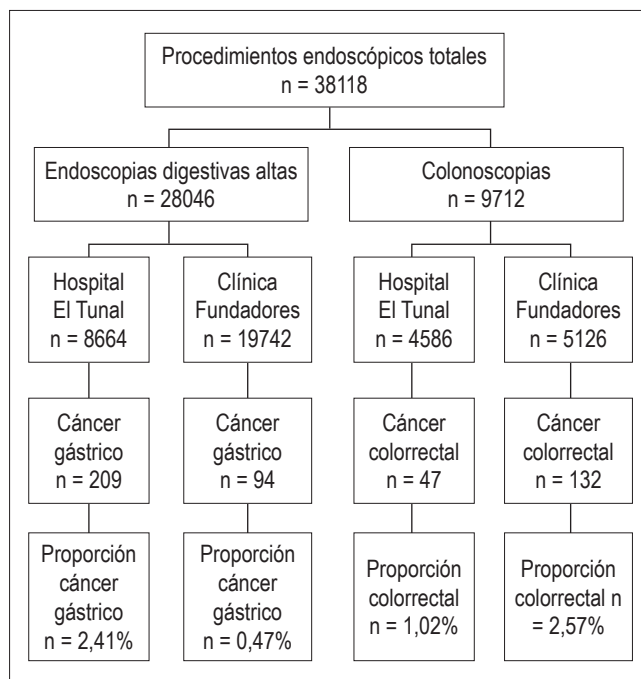 Procedimientos endoscópicos totales
n = 38118
Endoscopias digestivas altas
n = 28046
Colonoscopias
n = 9712
Hospital
El Tunal
n = 8664
Clínica
Fundadores
n = 19742
Hospital
El Tunal
n = 4586
Clínica
Fundadores
n = 5126
Cáncer
gástrico
n = 209
Cáncer
gástrico
n = 94
Cáncer
colorrectal
n = 47
Cáncer
colorrectal
n = 132
Proporción
cáncer
gástrico
n = 2,41%
Proporción
cáncer
gástrico
n = 0,47%
Proporción
colorrectal
n = 1,02%
Proporción
colorrectal n
= 2,57%